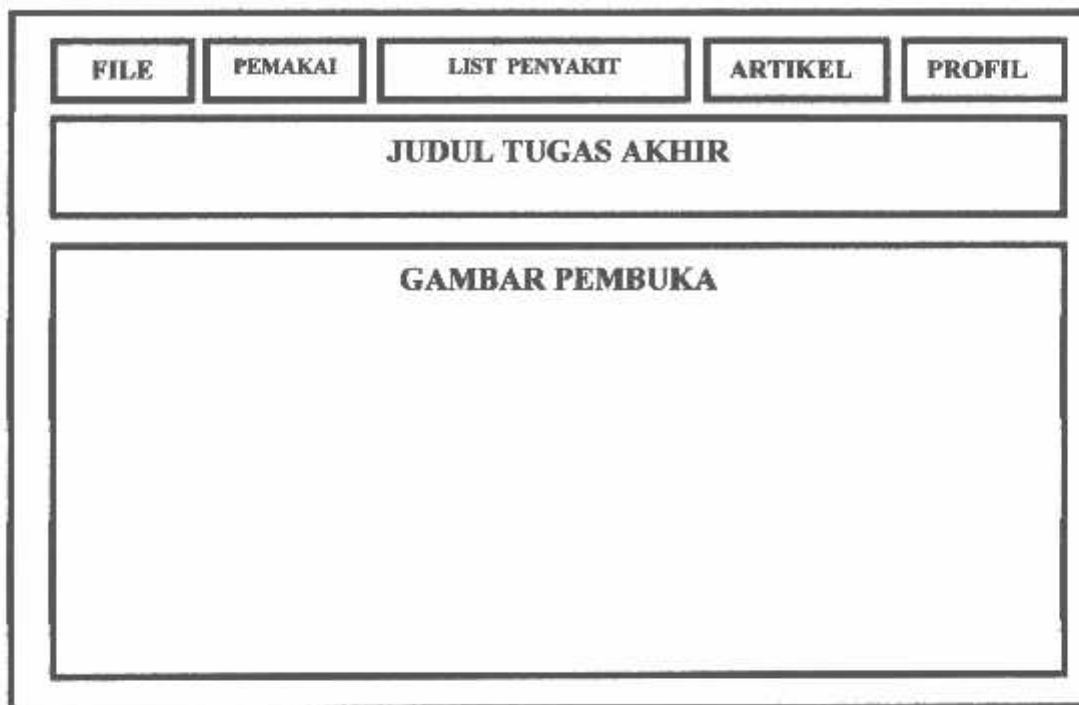 FILE PEMAKAI LIST PENYAKIT ARTIKEL PROFIL
JUDUL TUGAS AKHIR
GAMBAR PEMBUKA